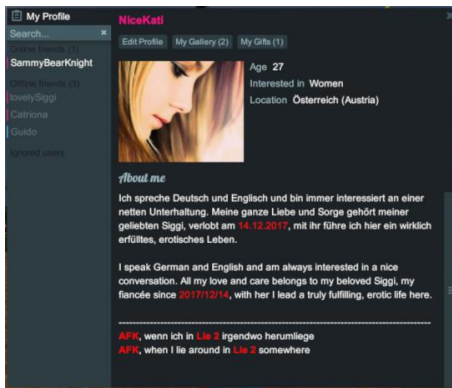 My Profile
Search...
Online friends (1)
SammyBearKnight
Offline friends (3)
lovelySiggi
Catriona
Guido
Ignored users
NiceKati
Edit Profile
My Gallery (2)
My Gifts (1)
Age 27
Interested in Women
Location Österreich (Austria)
About me
Ich spreche Deutsch und Englisch und bin immer interessiert an einer
netten Unterhaltung. Meine ganze Liebe und Sorge gehört meiner
geliebten Siggi, verlobt am 14.12.2017, mit ihr führe ich hier ein wirklich
erfülltes, erotisches Leben.
I speak German and English and am always interested in a nice
conversation. All my love and care belongs to my beloved Siggi, my
fiancée since 2017/12/14, with her I lead a truly fulfilling, erotic life here.
AFK, wenn ich in Lie 2 irgendwo herumliege
AFK, when I lie around in Lie 2 somewhere